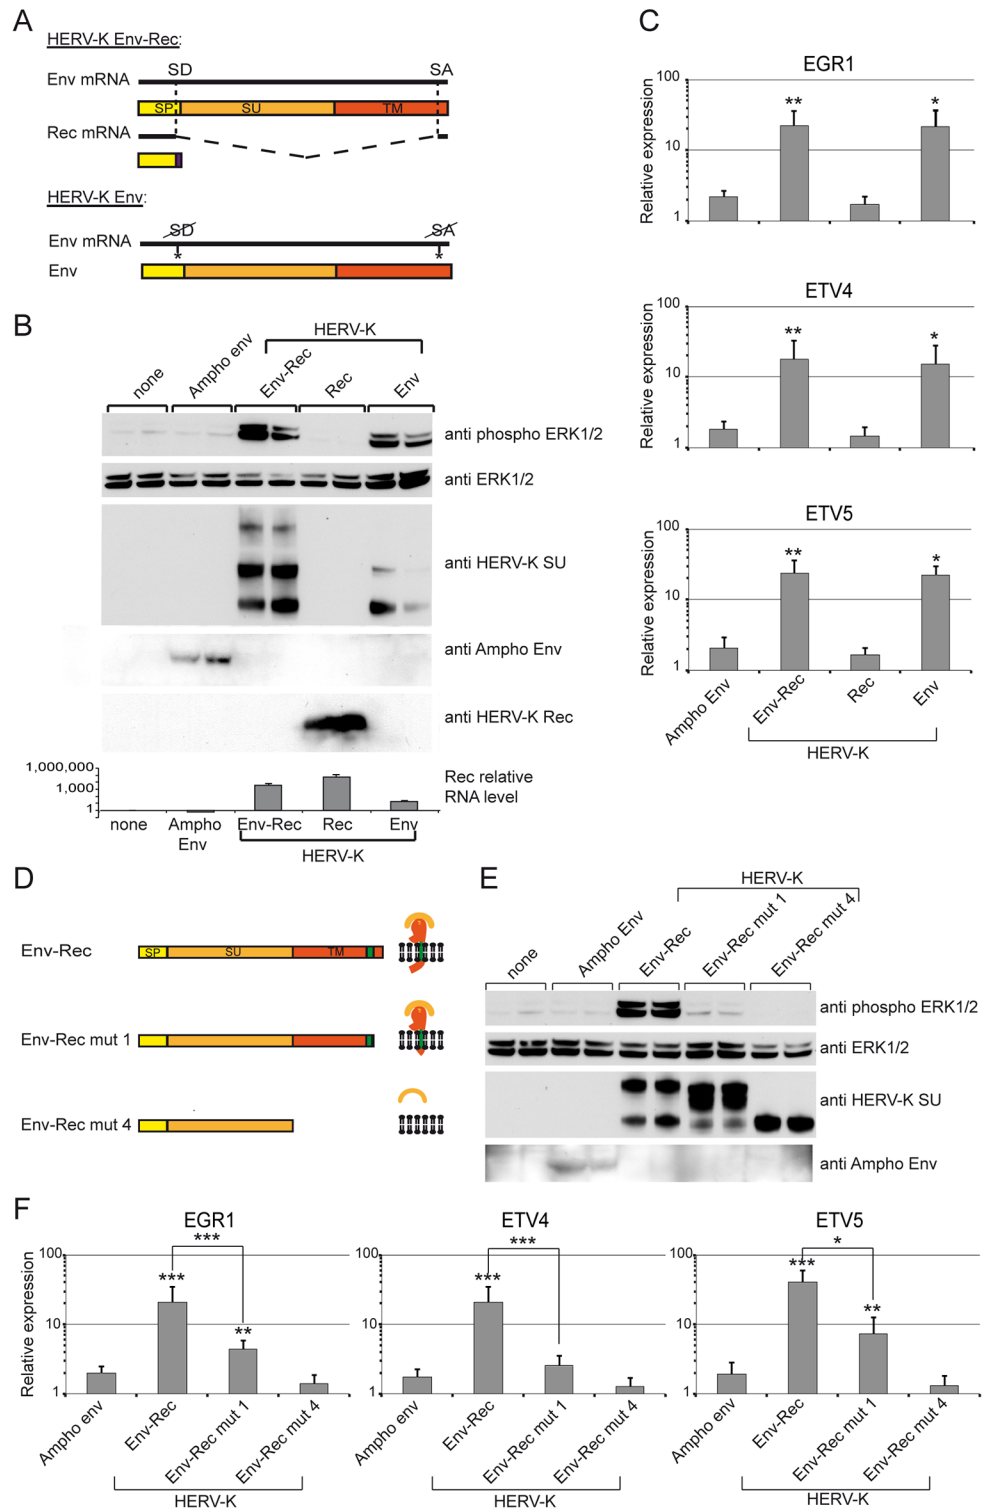 A
HERV-K Env-Rec:
SD SA
Env mRNA
SP SU TM
Rec mRNA
HERV-K Env:
SD SA
Env mRNA
* *
Env
B
HERV-K
none Ampho env Env-Rec Rec Env
anti phospho ERK1/2
anti ERK1/2
anti HERV-K SU
anti Ampho Env
anti HERV-K Rec
1,000,000
1,000
1
Rec relative
RNA level
none Ampho Env-Rec Rec Env
Env
HERV-K
C
EGR1
Relative expression
100
10
1
** *
ETV4
Relative expression
100
10
1
** *
ETV5
Relative expression
100
10
1
** *
Ampho Env Env-Rec Rec Env
HERV-K
D
Env-Rec
SP SU TM
Env-Rec mut 1
Env-Rec mut 4
E
HERV-K
none Ampho Env Env-Rec Env-Rec mut 1 Env-Rec mut 4
anti phospho ERK1/2
anti ERK1/2
anti HERV-K SU
anti Ampho Env
F
EGR1
Relative expression
100
10
1
***
*** **
Ampho env Env-Rec Env-Rec mut 1 Env-Rec mut 4
HERV-K
ETV4
100
10
1
***
***
Ampho env Env-Rec Env-Rec mut 1 Env-Rec mut 4
HERV-K
ETV5
100
10
1
*
*** **
Ampho env Env-Rec Env-Rec mut 1 Env-Rec mut 4
HERV-K